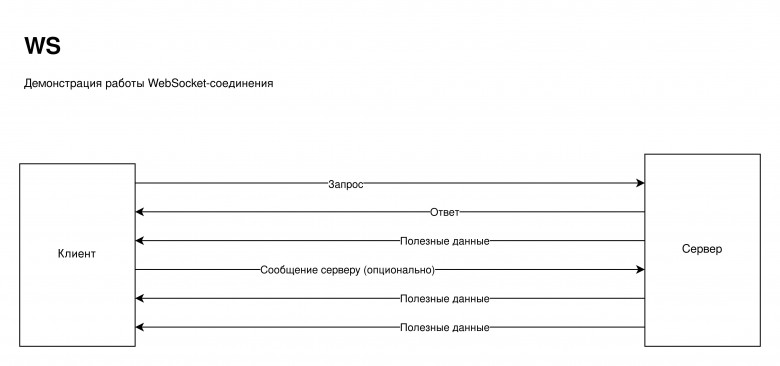 WS
Демонстрация работы WebSocket-соединения
Запрос
Ответ
Полезные данные
Клиент
Сервер
Сообщение серверу (опционально)
Полезные данные
Полезные данные